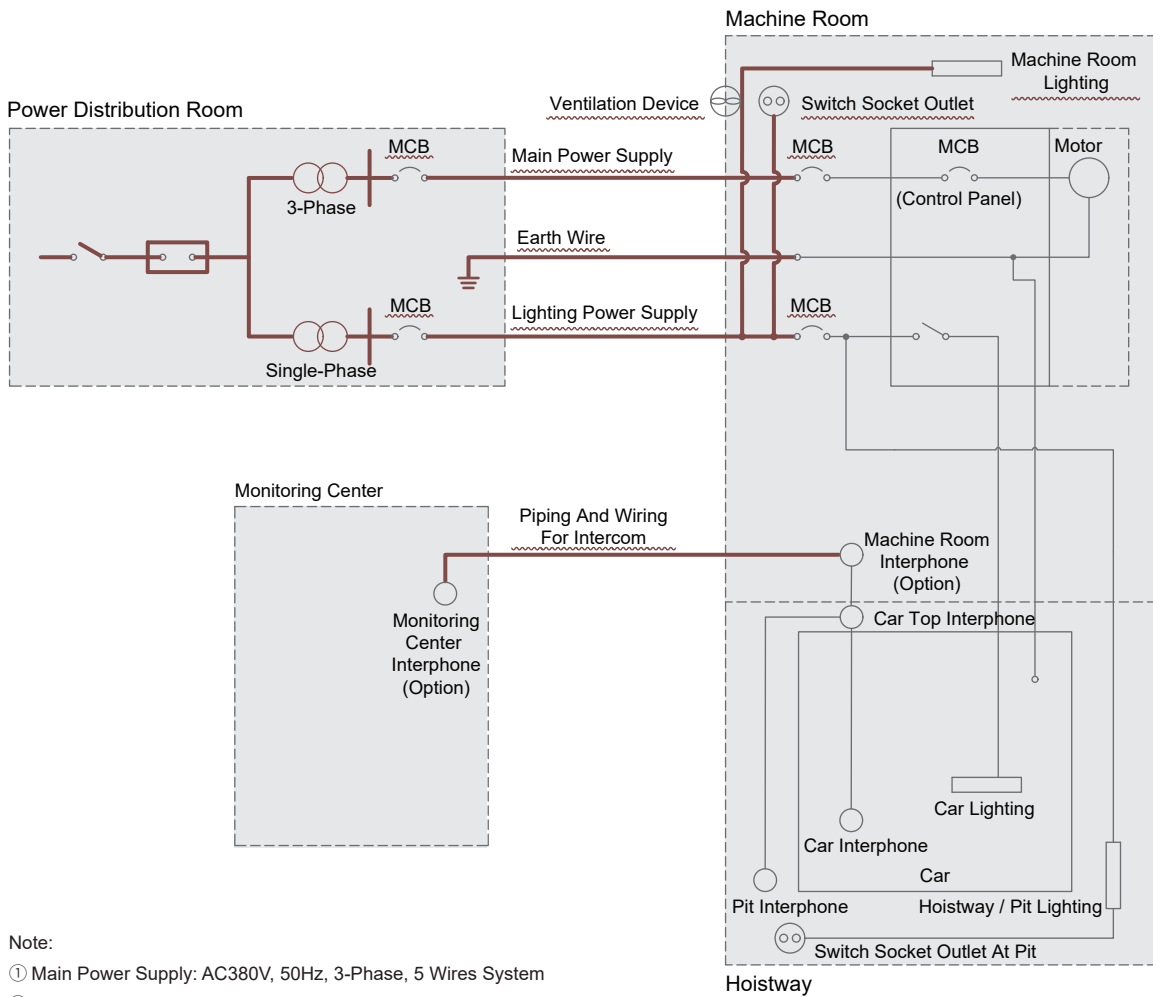 Machine Room
Machine Room
Lighting
Ventilation Device
Switch Socket Outlet
Power Distribution Room
MCB
Main Power Supply
MCB
MCB
Motor
(Control Panel)
3-Phase
Earth Wire
MCB
Lighting Power Supply
MCB
Single-Phase
Monitoring Center
Piping And Wiring
For Intercom
Machine Room
Interphone
(Option)
Monitoring
Center
Interphone
(Option)
Car Top Interphone
Car Lighting
Car Interphone
Car
Pit Interphone
Hoistway / Pit Lighting
Switch Socket Outlet At Pit
Hoistway
Note:
① Main Power Supply: AC380V, 50Hz, 3-Phase, 5 Wires System